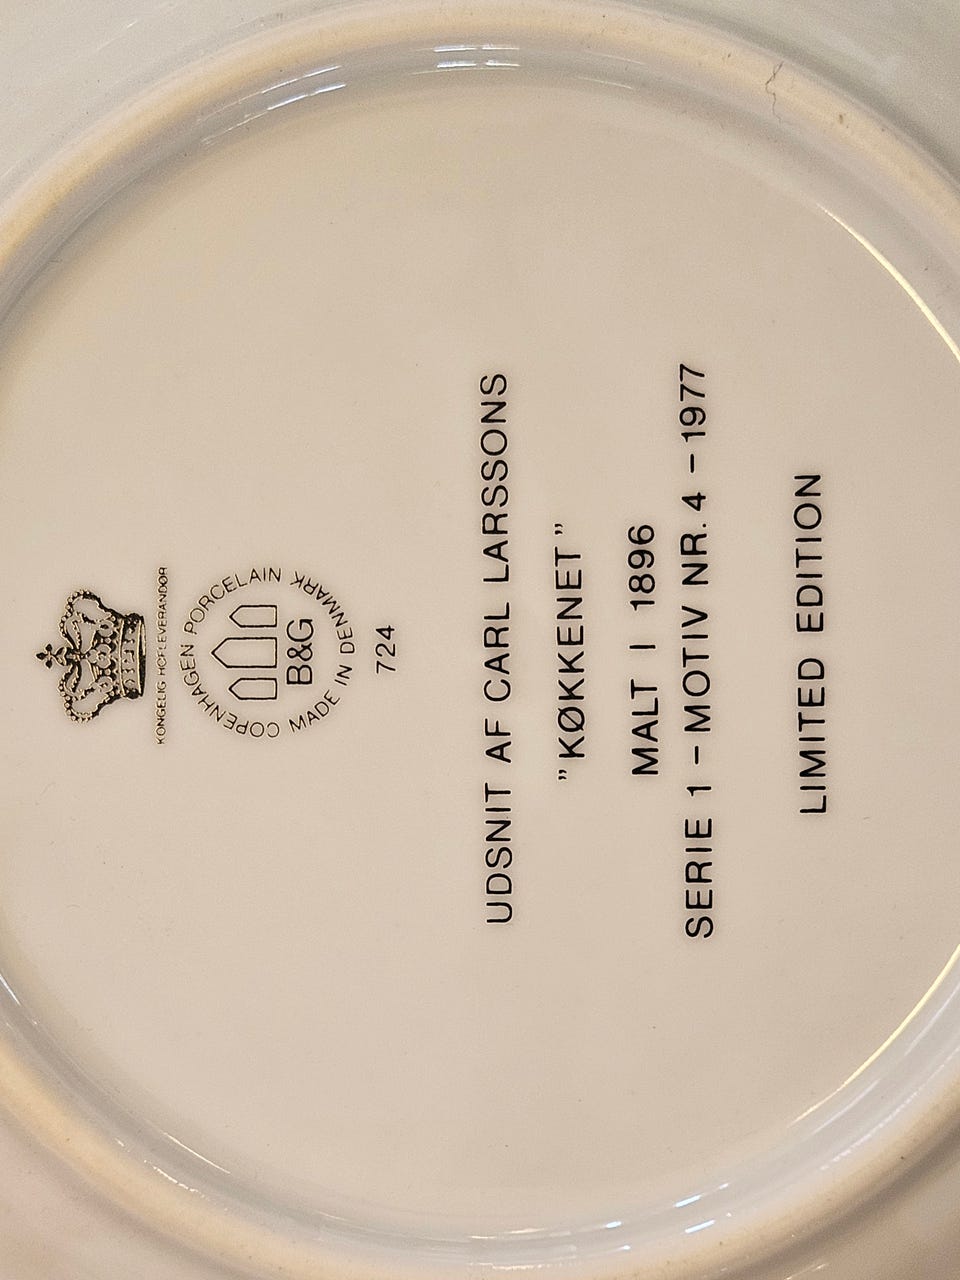 KONGELIG HOFLEVERANDØR
COPENHAGEN PORCELAIN
B&G
MADE IN DENMARK
724
UDSNIT AF CARL LARSSONS
”KØKKENET”
MALT I 1896
SERIE 1 – MOTIV NR. 4 – 1977
LIMITED EDITION